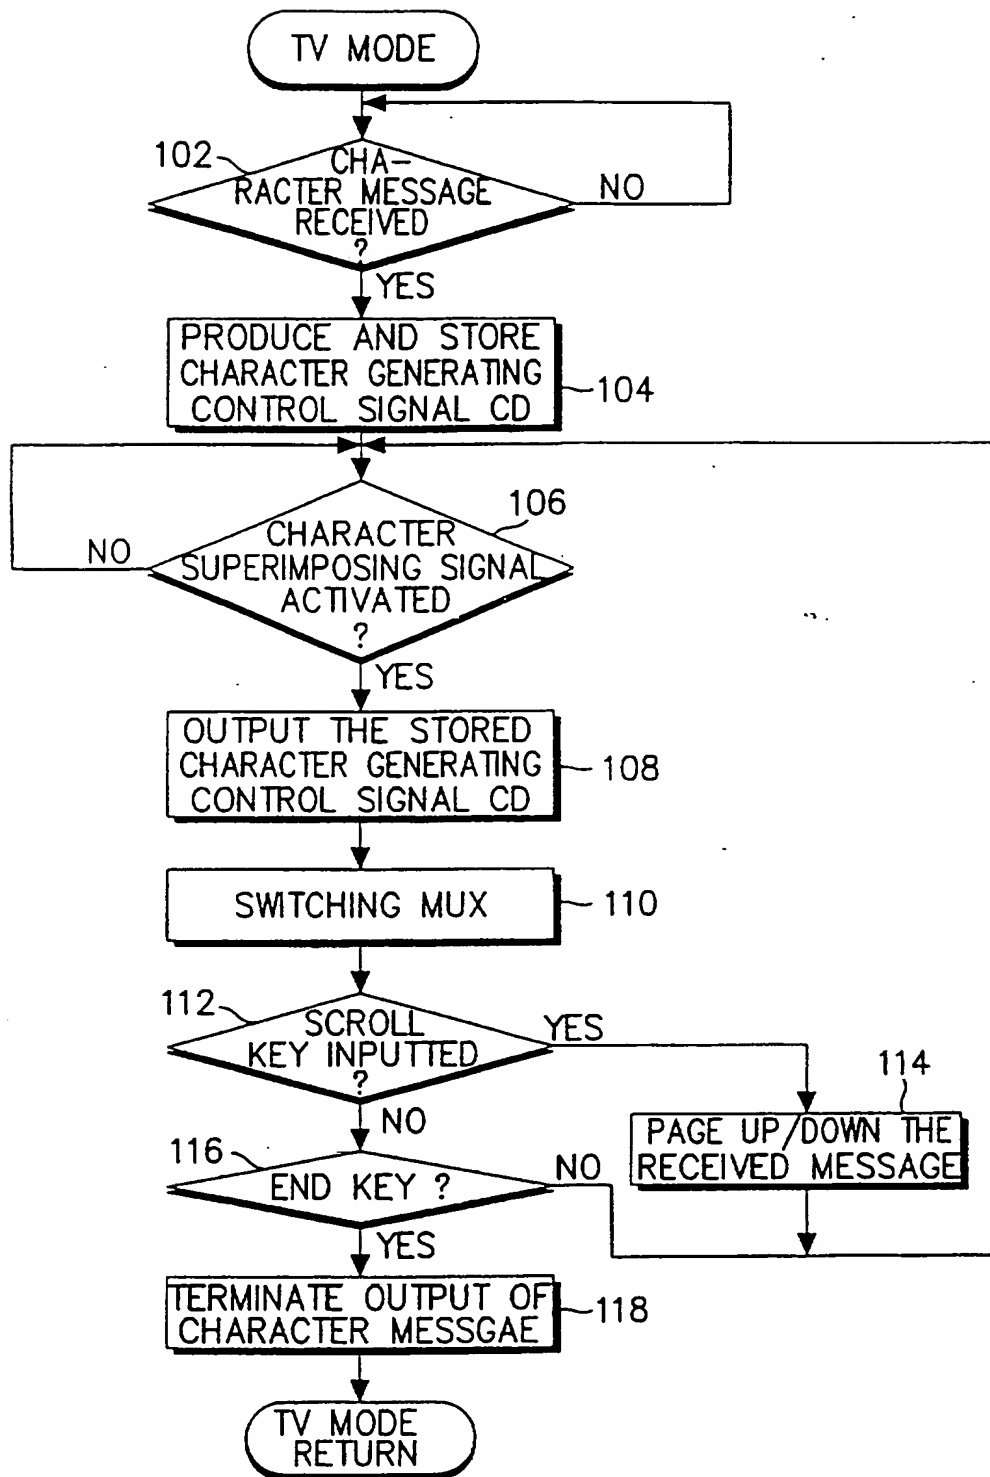 TV MODE
102
CHA-
RACTER MESSAGE
RECEIVED
?
NO
YES
PRODUCE AND STORE
CHARACTER GENERATING
CONTROL SIGNAL CD
104
106
CHARACTER
SUPERIMPOSING SIGNAL
ACTIVATED
?
NO
YES
OUTPUT THE STORED
CHARACTER GENERATING
CONTROL SIGNAL CD
108
SWITCHING MUX
110
112
SCROLL
KEY INPUTTED
?
YES
NO
114
PAGE UP/DOWN THE
RECEIVED MESSAGE
116
END KEY ?
NO
YES
TERMINATE OUTPUT OF
CHARACTER MESSGAE
118
TV MODE
RETURN